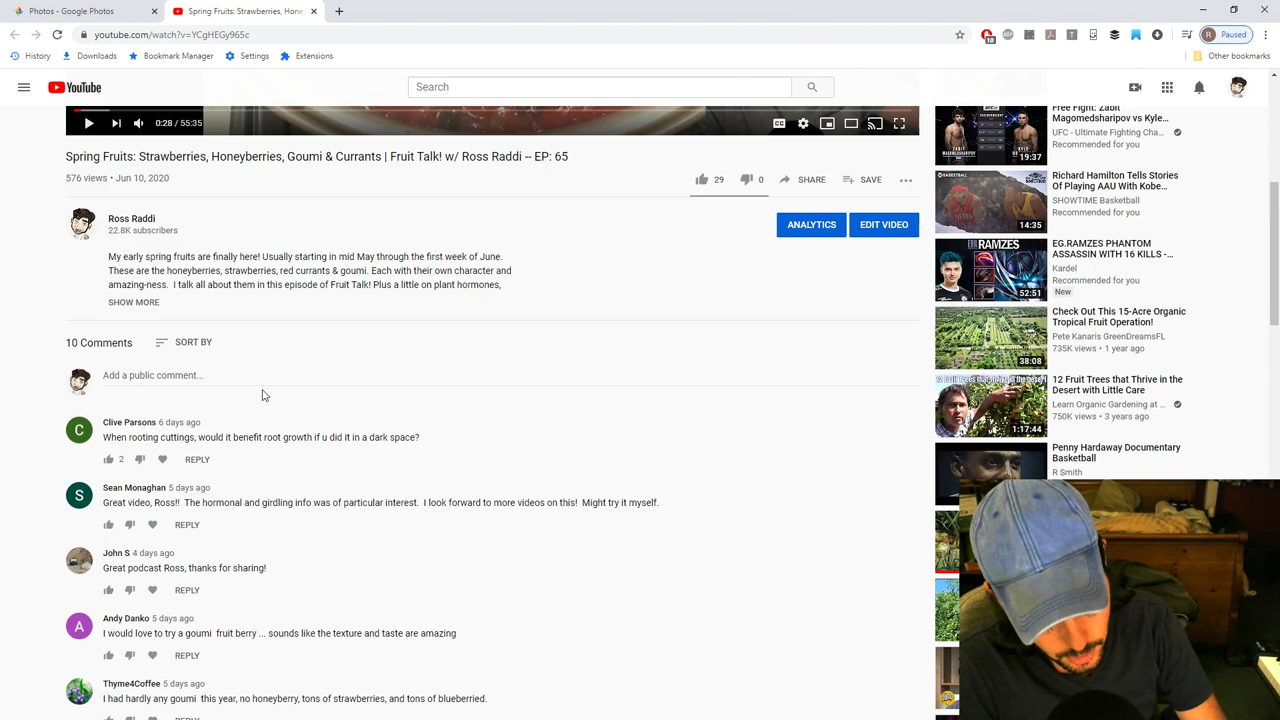 Photos - Google Photos
Spring Fruits: Strawberries, Hone
youtube.com/watch?v=YCgHEGy965c
10
R
Paused
History
Downloads
Bookmark Manager
Settings
Extensions
Other bookmarks
YouTube
Search
0:28 / 55:35
CC
Spring Fruits: Strawberries, Honeyberries, Goumi & Currants | Fruit Talk! w/ Ross Raddi -- EP: 65
576 views • Jun 10, 2020
29
0
SHARE
SAVE
Ross Raddi
22.8K subscribers
ANALYTICS
EDIT VIDEO
My early spring fruits are finally here! Usually starting in mid May through the first week of June.
These are the honeyberries, strawberries, red currants & goumi. Each with their own character and
amazing-ness.  I talk all about them in this episode of Fruit Talk! Plus a little on plant hormones,
SHOW MORE
10 Comments
SORT BY
Add a public comment...
C
Clive Parsons 6 days ago
When rooting cuttings, would it benefit root growth if u did it in a dark space?
2
REPLY
S
Sean Monaghan 5 days ago
Great video, Ross!!  The hormonal and girdling info was of particular interest.  I look forward to more videos on this!  Might try it myself.
REPLY
John S 4 days ago
Great podcast Ross, thanks for sharing!
REPLY
A
Andy Danko 5 days ago
I would love to try a goumi  fruit berry ... sounds like the texture and taste are amazing
REPLY
Thyme4Coffee 5 days ago
I had hardly any goumi  this year, no honeyberry, tons of strawberries, and tons of blueberried.
Free Fight: Zabit
Magomedsharipov vs Kyle...
UFC - Ultimate Fighting Cha...
Recommended for you
19:37
Richard Hamilton Tells Stories
Of Playing AAU With Kobe...
SHOWTIME Basketball
Recommended for you
BASKETBALL
14:35
EG.RAMZES PHANTOM
ASSASSIN WITH 16 KILLS -...
Kardel
Recommended for you
New
RAMZES
52:51
Check Out This 15-Acre Organic
Tropical Fruit Operation!
Pete Kanaris GreenDreamsFL
735K views • 1 year ago
38:08
12 Fruit Trees that Thrive in the
Desert with Little Care
Learn Organic Gardening at ...
750K views • 3 years ago
1:17:44
Penny Hardaway Documentary
Basketball
R Smith